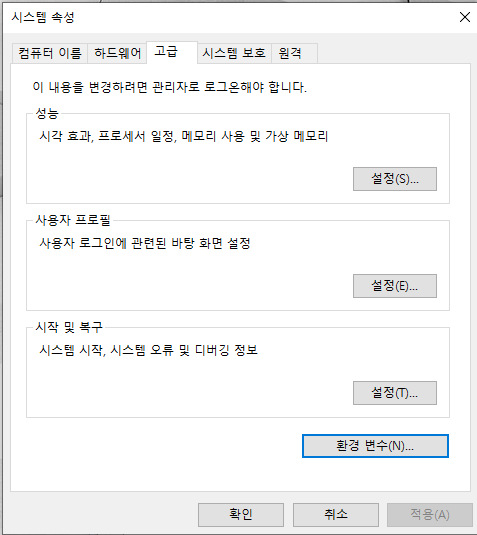 시스템 속성
컴퓨터 이름 하드웨어 고급 시스템 보호 원격
이 내용을 변경하려면 관리자로 로그온해야 합니다.
성능
시각 효과, 프로세서 일정, 메모리 사용 및 가상 메모리
설정(S)...
사용자 프로필
사용자 로그인에 관련된 바탕 화면 설정
설정(E)...
시작 및 복구
시스템 시작, 시스템 오류 및 디버깅 정보
설정(T)...
환경 변수(N)...
확인 취소 적용(A)